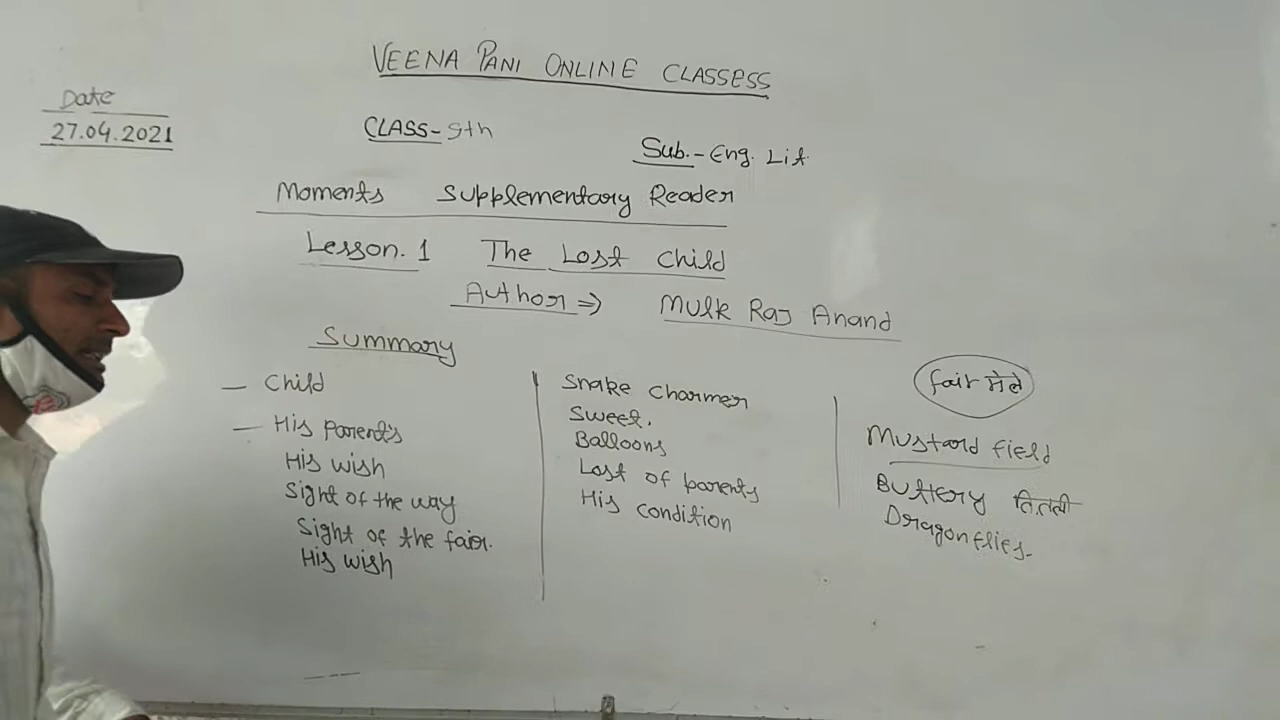 VEENA PANI ONLINE CLASSESS
Date
27.04.2021
CLASS-9th
Sub.-Eng. Lit
Moments Supplementary Reader
Lesson.1 The Lost Child
Author⇒ Mulk Raj Anand
Summary
— Child
— His Parent's
His wish
Sight of the way
Sight of the fair.
His wish
Snake Charmer
Sweet.
Balloons
Lost of parents
His condition
fair मेले
Mustard field
Buttery तितली
Dragonflies-